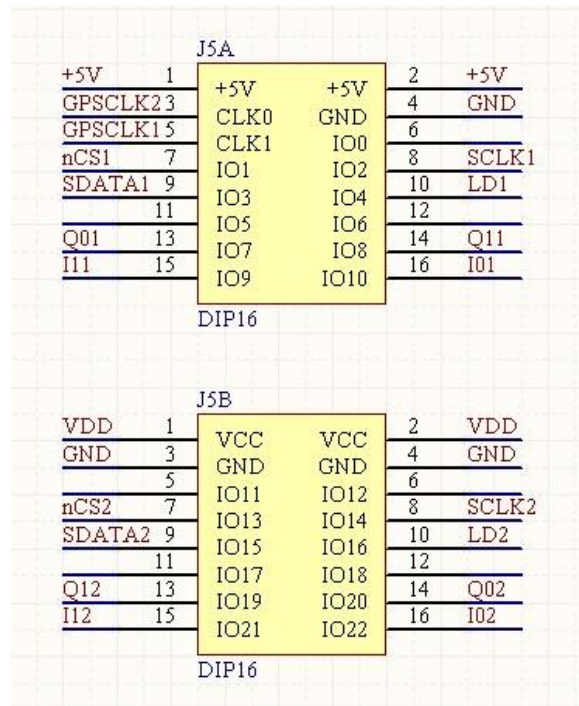 J5A
+5V 1 +5V +5V 2 +5V
GPSCLK2 3 CLK0 GND 4 GND
GPSCLK1 5 CLK1 IO0 6
nCS1 7 IO1 IO2 8 SCLK1
SDATA1 9 IO3 IO4 10 LD1
11 IO5 IO6 12
Q01 13 IO7 IO8 14 Q11
I11 15 IO9 IO10 16 I01
DIP16
J5B
VDD 1 VCC VCC 2 VDD
GND 3 GND GND 4 GND
5 IO11 IO12 6
nCS2 7 IO13 IO14 8 SCLK2
SDATA2 9 IO15 IO16 10 LD2
11 IO17 IO18 12
Q12 13 IO19 IO20 14 Q02
I12 15 IO21 IO22 16 I02
DIP16